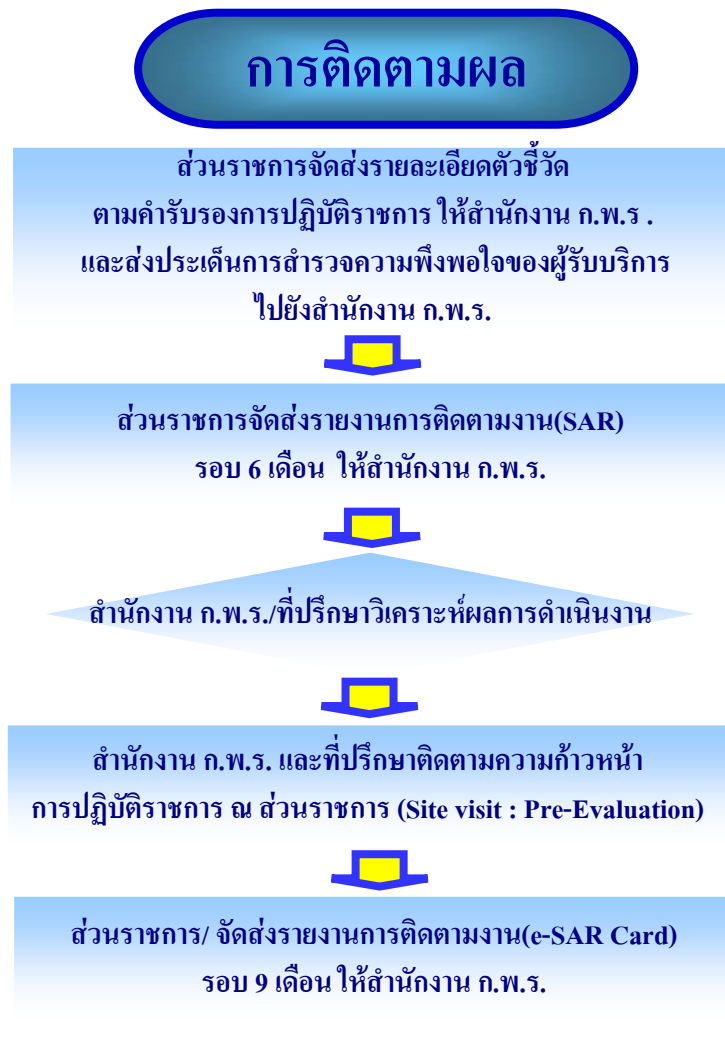 การติดตามผล
ส่วนราชการจัดส่งรายละเอียดตัวชี้วัด
ตามคำรับรองการปฏิบัติราชการ ให้สำนักงาน ก.พ.ร .
และส่งประเด็นการสำรวจความพึงพอใจของผู้รับบริการ
ไปยังสำนักงาน ก.พ.ร.
ส่วนราชการจัดส่งรายงานการติดตามงาน(SAR)
รอบ 6 เดือน ให้สำนักงาน ก.พ.ร.
สำนักงาน ก.พ.ร./ที่ปรึกษาวิเคราะห์ผลการดำเนินงาน
สำนักงาน ก.พ.ร. และที่ปรึกษาติดตามความก้าวหน้า
การปฏิบัติราชการ ณ ส่วนราชการ (Site visit : Pre-Evaluation)
ส่วนราชการ/ จัดส่งรายงานการติดตามงาน(e-SAR Card)
รอบ 9 เดือน ให้สำนักงาน ก.พ.ร.